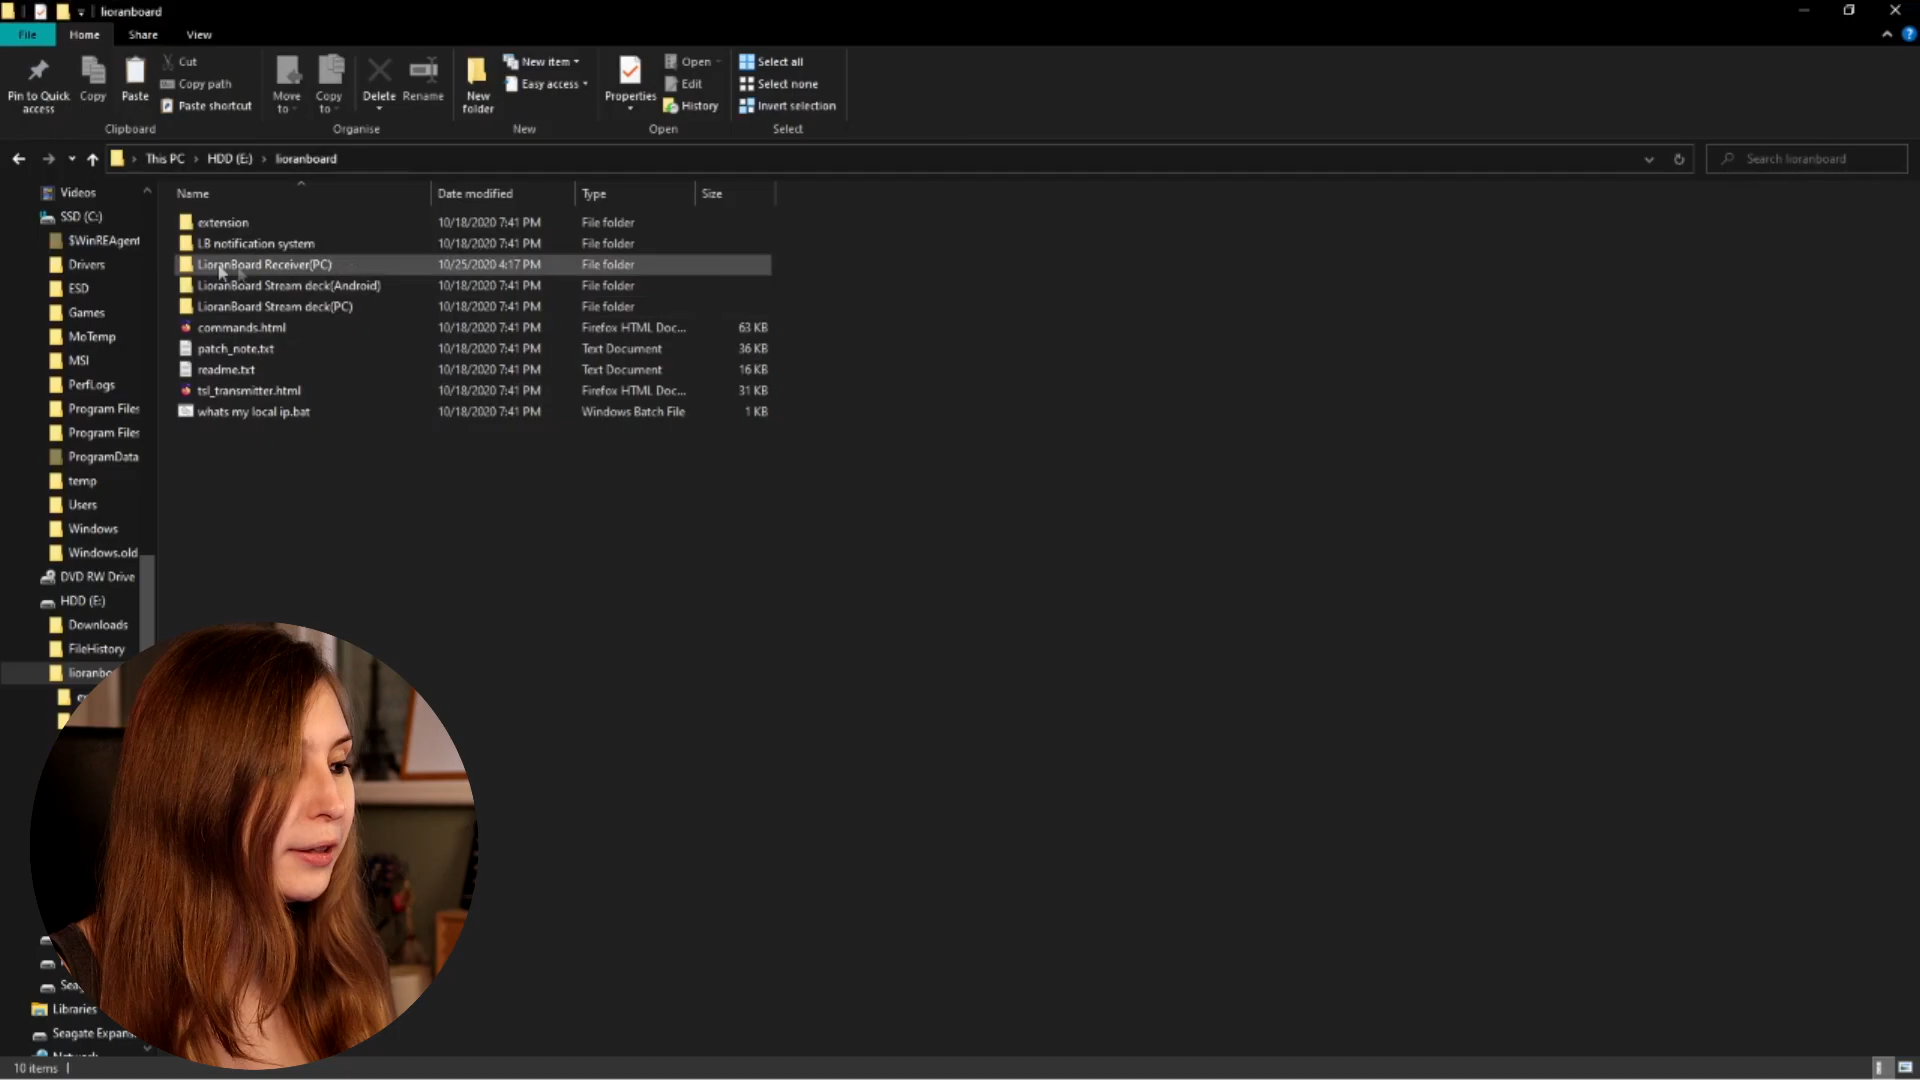 lioranboard
File Home Share View
Pin to Quick access
Copy
Paste
Cut
Copy path
Paste shortcut
Clipboard
Move to
Copy to
Delete
Rename
Organise
New folder
New item
Easy access
New
Properties
Open
Edit
History
Open
Select all
Select none
Invert selection
Select
This PC > HDD (E:) > lioranboard
Search lioranboard
Name Date modified Type Size
extension 10/18/2020 7:41 PM File folder
LB notification system 10/18/2020 7:41 PM File folder
LioranBoard Receiver(PC) 10/25/2020 4:17 PM File folder
LioranBoard Stream deck(Android) 10/18/2020 7:41 PM File folder
LioranBoard Stream deck(PC) 10/18/2020 7:41 PM File folder
commands.html 10/18/2020 7:41 PM Firefox HTML Doc... 63 KB
patch_note.txt 10/18/2020 7:41 PM Text Document 36 KB
readme.txt 10/18/2020 7:41 PM Text Document 16 KB
tsl_transmitter.html 10/18/2020 7:41 PM Firefox HTML Doc... 31 KB
whats my local ip.bat 10/18/2020 7:41 PM Windows Batch File 1 KB
Videos
SSD (C:)
$WinREAgent
Drivers
ESD
Games
MoTemp
MSI
PerfLogs
Program Files
Program Files
ProgramData
temp
Users
Windows
Windows.old
DVD RW Drive
HDD (E:)
Downloads
FileHistory
lioranbo
Sea
Libraries
Seagate Expans
10 items